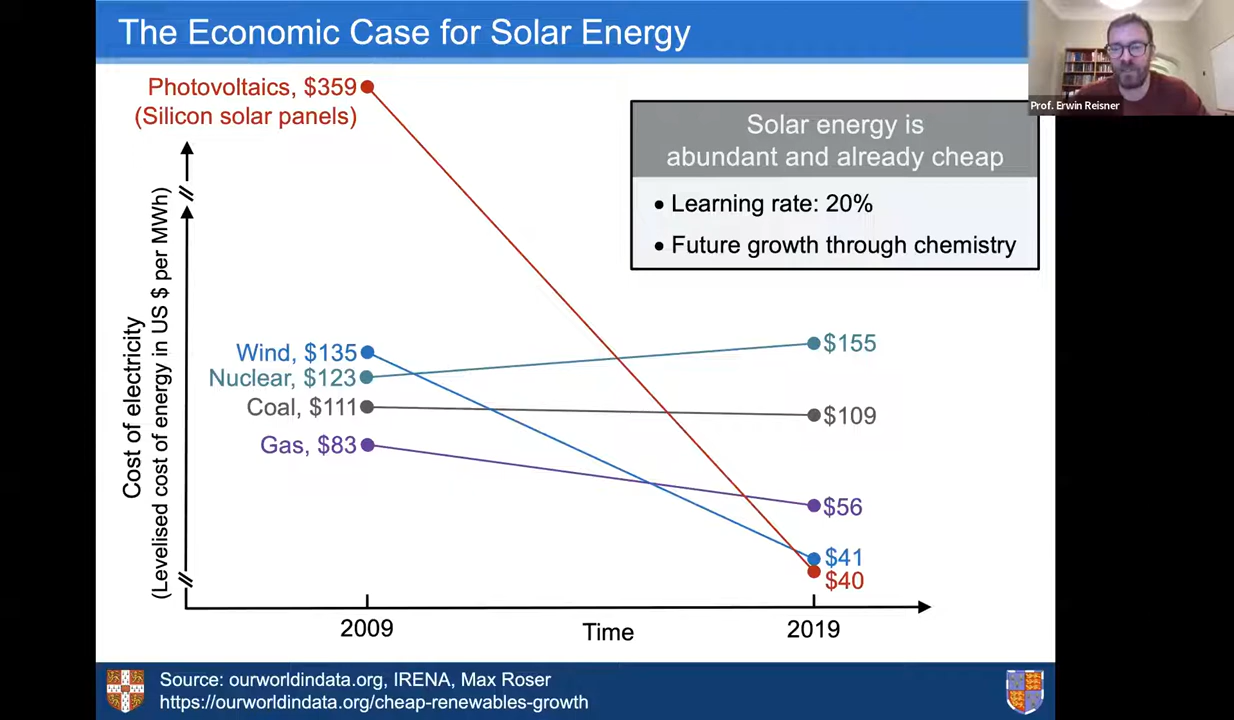 The Economic Case for Solar Energy
Prof. Erwin Reisner
Photovoltaics, $359
(Silicon solar panels)
Solar energy is
abundant and already cheap
• Learning rate: 20%
• Future growth through chemistry
Cost of electricity
(Levelised cost of energy in US $ per MWh)
Wind, $135
Nuclear, $123
Coal, $111
Gas, $83
$155
$109
$56
$41
$40
2009
Time
2019
Source: ourworldindata.org, IRENA, Max Roser
https://ourworldindata.org/cheap-renewables-growth